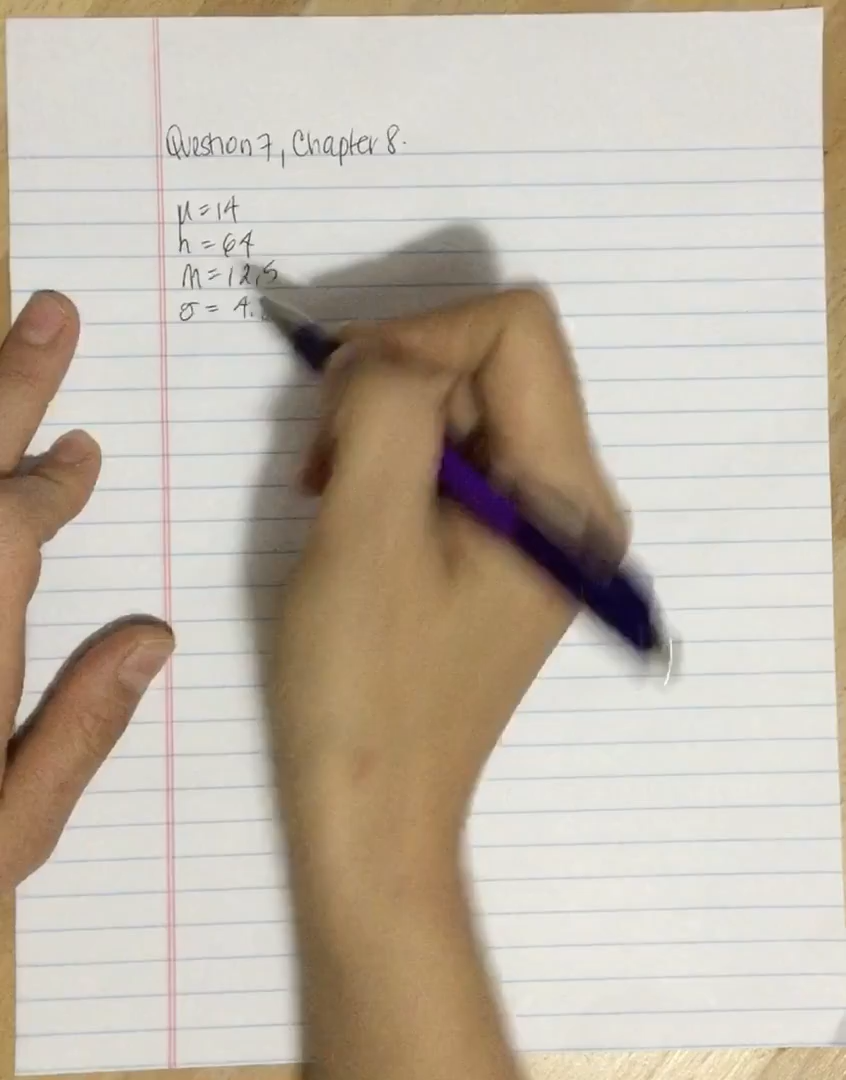 Question 7, Chapter 8.
μ = 14
n = 64
M = 12.5
σ = 4.